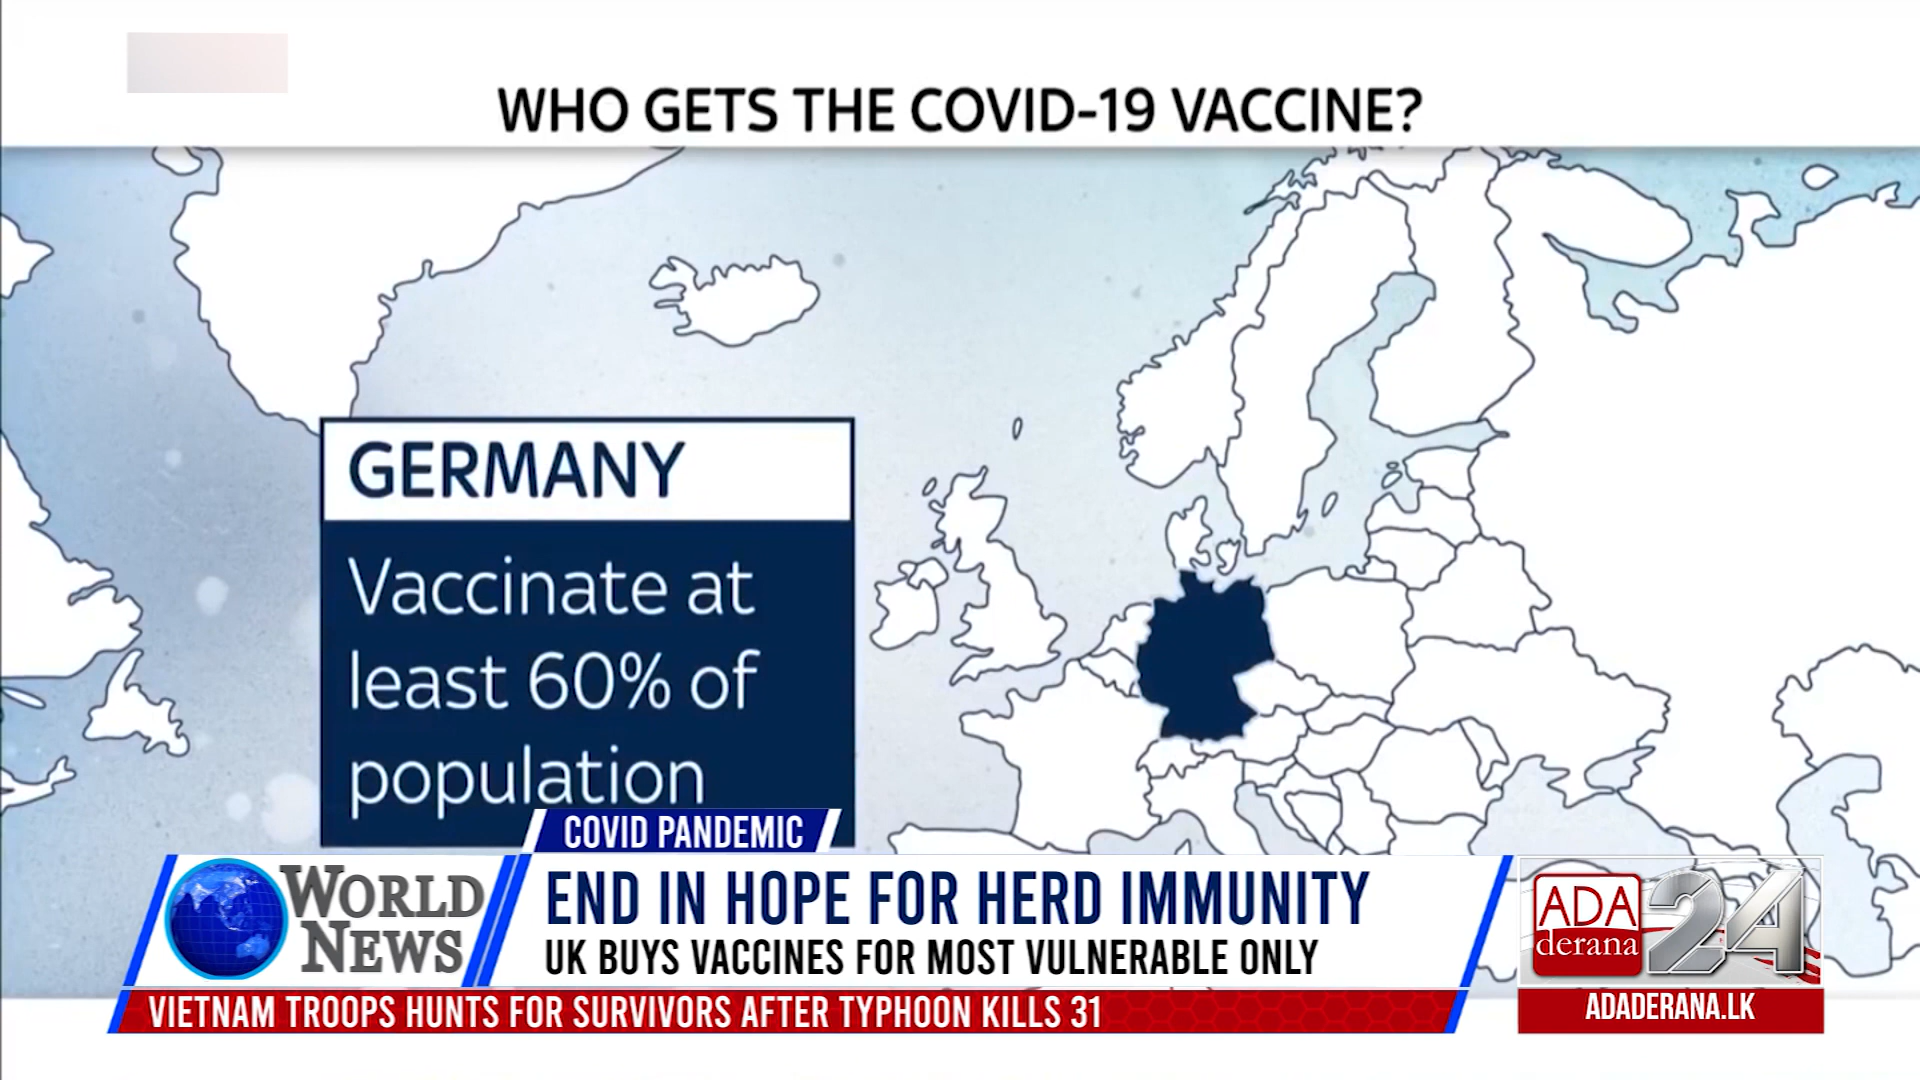 WHO GETS THE COVID-19 VACCINE?
GERMANY
Vaccinate at
least 60% of
population
COVID PANDEMIC
WORLD
NEWS
END IN HOPE FOR HERD IMMUNITY
UK BUYS VACCINES FOR MOST VULNERABLE ONLY
ADA
derana
24
VIETNAM TROOPS HUNTS FOR SURVIVORS AFTER TYPHOON KILLS 31
ADADERANA.LK